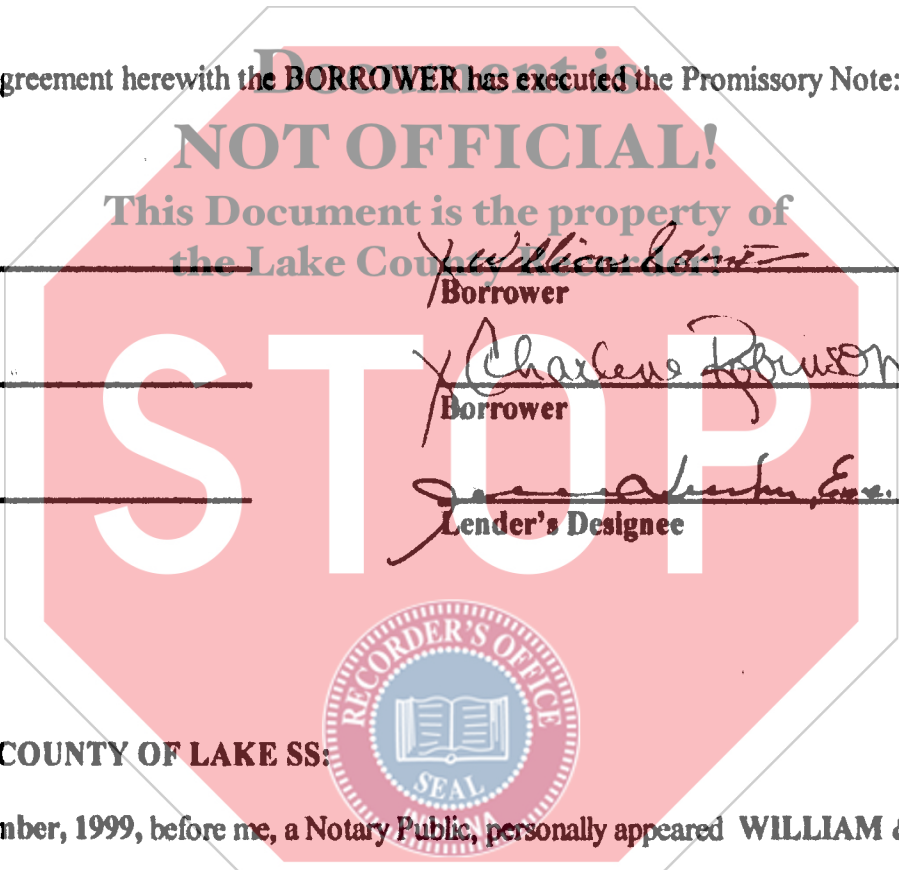 Document is
greement herewith the BORROWER has executed the Promissory Note:
NOT OFFICIAL!
This Document is the property of
the Lake County Recorder!
William
Borrower
Charlene Robinson
Borrower
STOP
Lender's Designee
RECORDER'S OFFICE
SEAL
COUNTY OF LAKE SS:
mber, 1999, before me, a Notary Public, personally appeared WILLIAM &